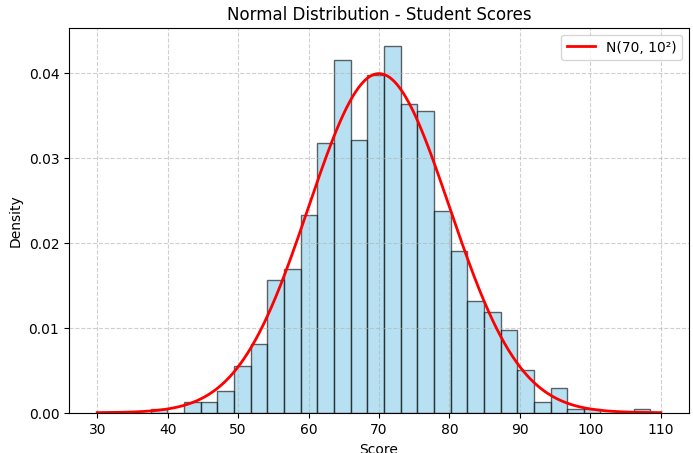 Normal Distribution - Student Scores
N(70, 10²)
Density
0.04
0.03
0.02
0.01
0.00
30 40 50 60 70 80 90 100 110
Score